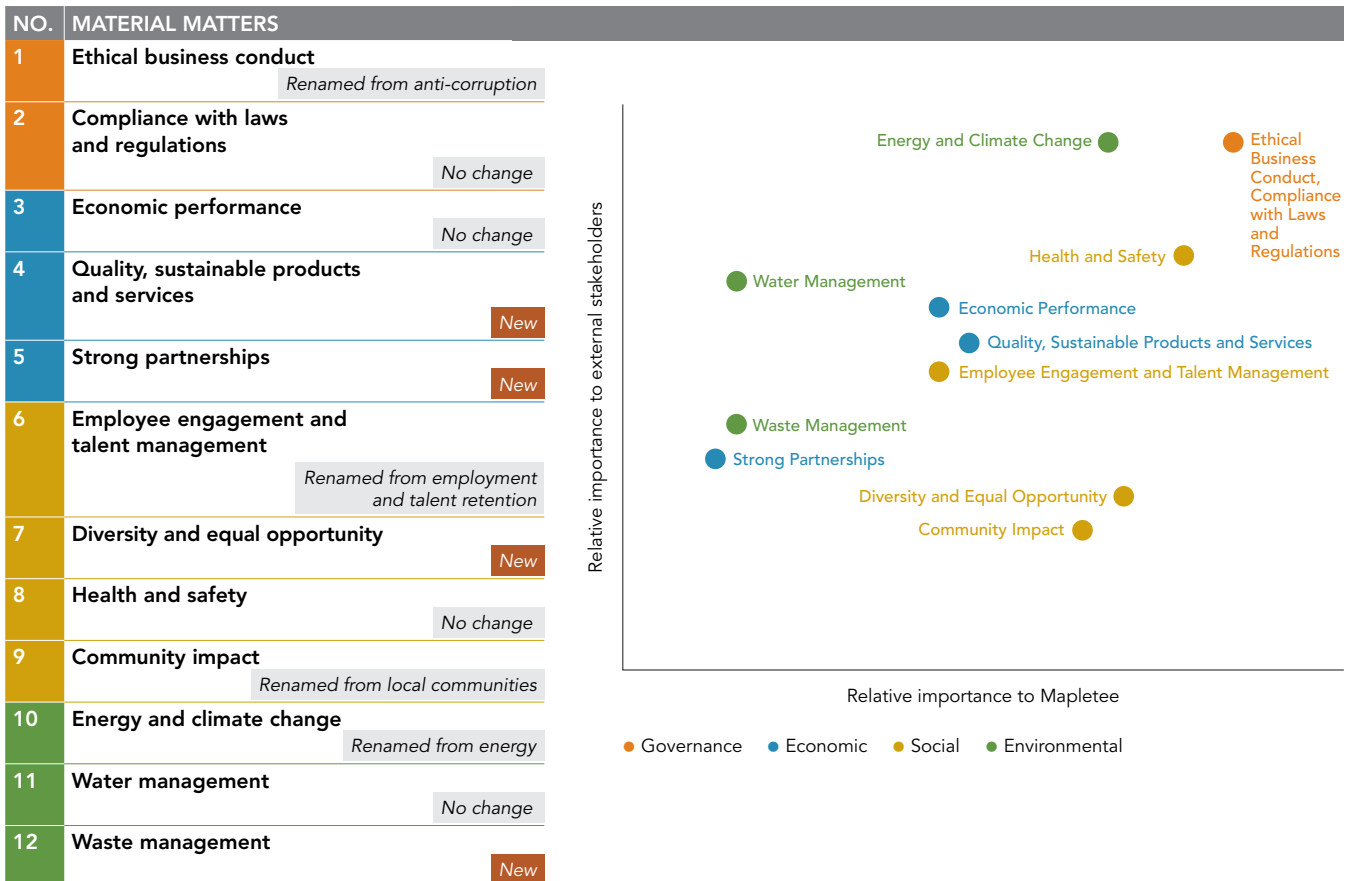 NO. MATERIAL MATTERS
1 Ethical business conduct
Renamed from anti-corruption
2 Compliance with laws
and regulations
No change
3 Economic performance
No change
4 Quality, sustainable products
and services
New
5 Strong partnerships
New
6 Employee engagement and
talent management
Renamed from employment
and talent retention
7 Diversity and equal opportunity
New
8 Health and safety
No change
9 Community impact
Renamed from local communities
10 Energy and climate change
Renamed from energy
11 Water management
No change
12 Waste management
New
Relative importance to external stakeholders
Energy and Climate Change
Ethical
Business
Conduct,
Compliance
with Laws
and
Regulations
Health and Safety
Water Management
Economic Performance
Quality, Sustainable Products and Services
Employee Engagement and Talent Management
Waste Management
Strong Partnerships
Diversity and Equal Opportunity
Community Impact
Relative importance to Mapletee
Governance Economic Social Environmental